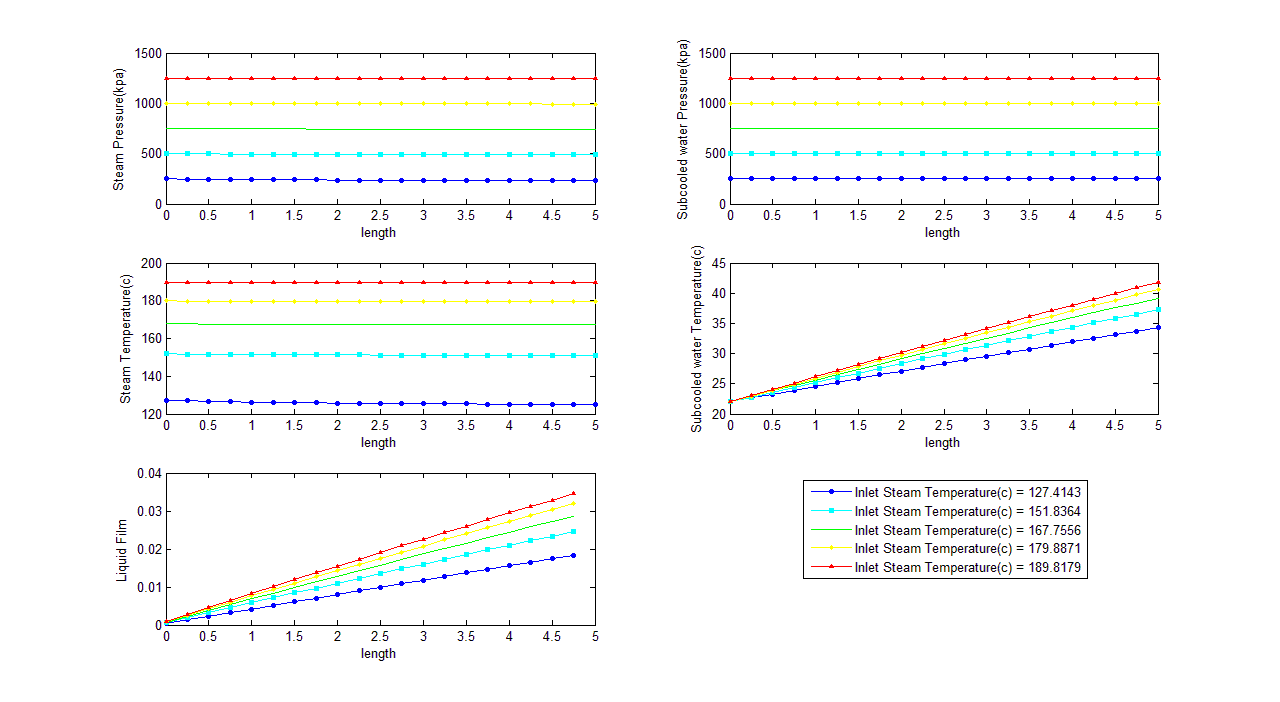 Steam Pressure(kpa)
1500
1000
500
0
0 0.5 1 1.5 2 2.5 3 3.5 4 4.5 5
length
Subcooled water Pressure(kpa)
1500
1000
500
0
0 0.5 1 1.5 2 2.5 3 3.5 4 4.5 5
length
Steam Temperature(c)
200
180
160
140
120
0 0.5 1 1.5 2 2.5 3 3.5 4 4.5 5
length
Subcooled water Temperature(c)
45
40
35
30
25
20
0 0.5 1 1.5 2 2.5 3 3.5 4 4.5 5
length
Liquid Film
0.04
0.03
0.02
0.01
0
0 0.5 1 1.5 2 2.5 3 3.5 4 4.5 5
length
Inlet Steam Temperature(c) = 127.4143
Inlet Steam Temperature(c) = 151.8364
Inlet Steam Temperature(c) = 167.7556
Inlet Steam Temperature(c) = 179.8871
Inlet Steam Temperature(c) = 189.8179